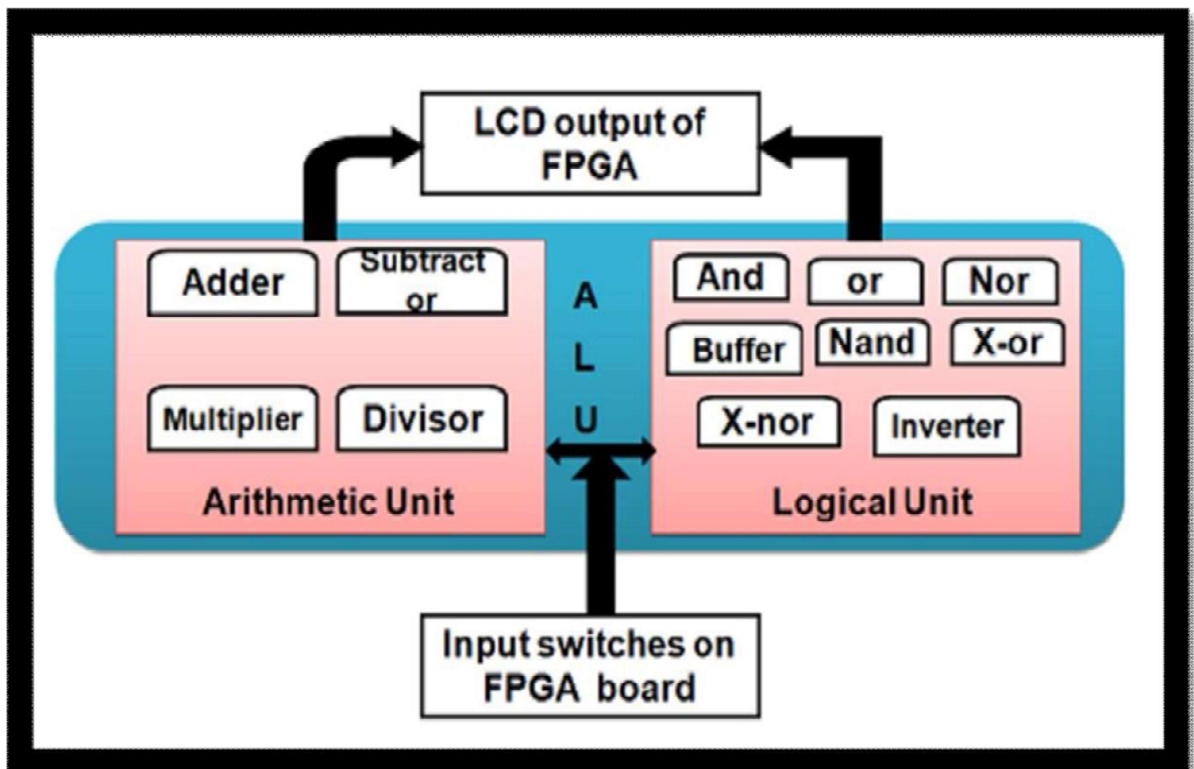 LCD output of
FPGA
Adder
Subtract
or
Multiplier
Divisor
Arithmetic Unit
A
L
U
And
or
Nor
Buffer
Nand
X-or
X-nor
Inverter
Logical Unit
Input switches on
FPGA board